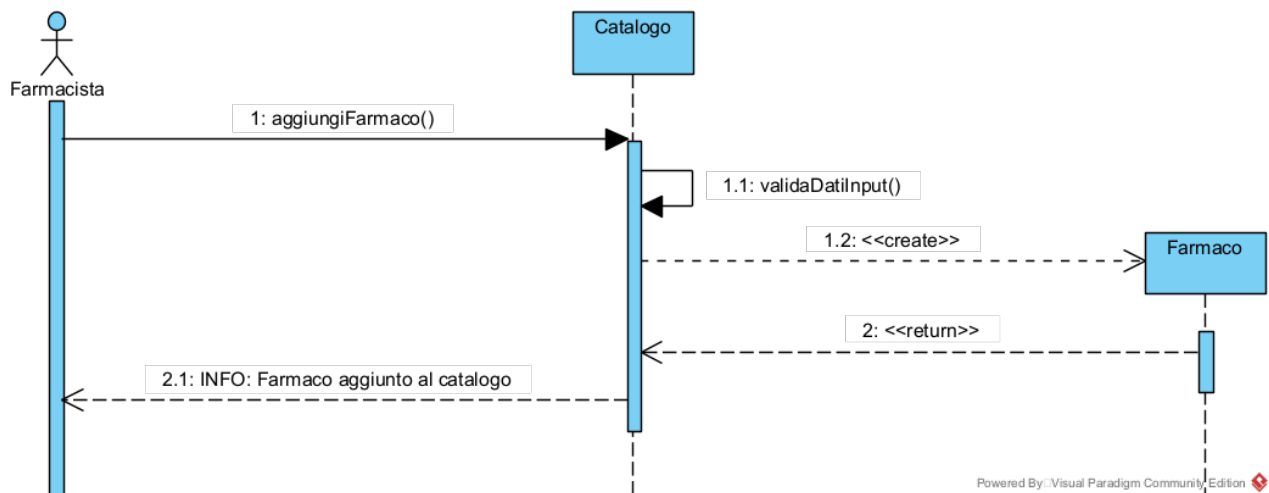 Catalogo
Farmacista
1: aggiungiFarmaco()
1.1: validaDatiInput()
1.2: <<create>>
Farmaco
2: <<return>>
2.1: INFO: Farmaco aggiunto al catalogo
Powered By Visual Paradigm Community Edition